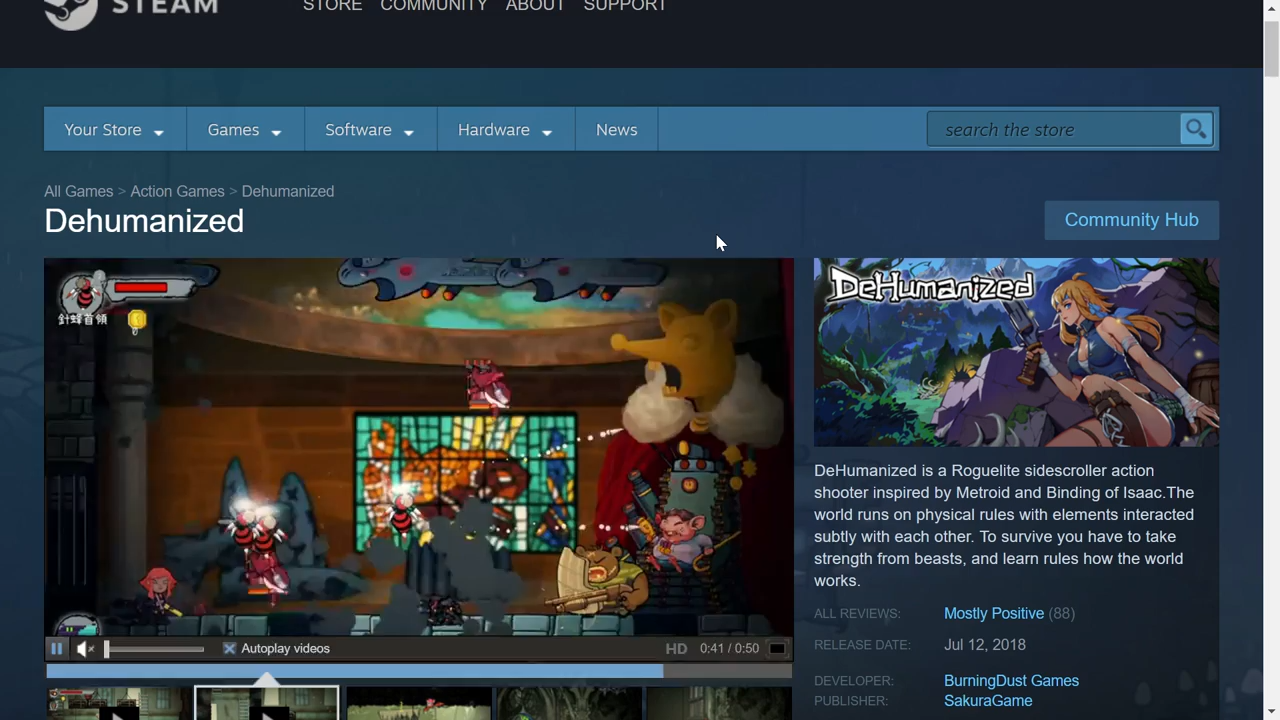 STEAM
STORE COMMUNITY ABOUT SUPPORT
Your Store Games Software Hardware News
search the store
All Games > Action Games > Dehumanized
Dehumanized
Community Hub
針蜂首領
DeHumanized
DeHumanized is a Roguelite sidescroller action
shooter inspired by Metroid and Binding of Isaac.The
world runs on physical rules with elements interacted
subtly with each other. To survive you have to take
strength from beasts, and learn rules how the world
works.
ALL REVIEWS: Mostly Positive (88)
RELEASE DATE: Jul 12, 2018
DEVELOPER: BurningDust Games
PUBLISHER: SakuraGame
Autoplay videos HD 0:41 / 0:50